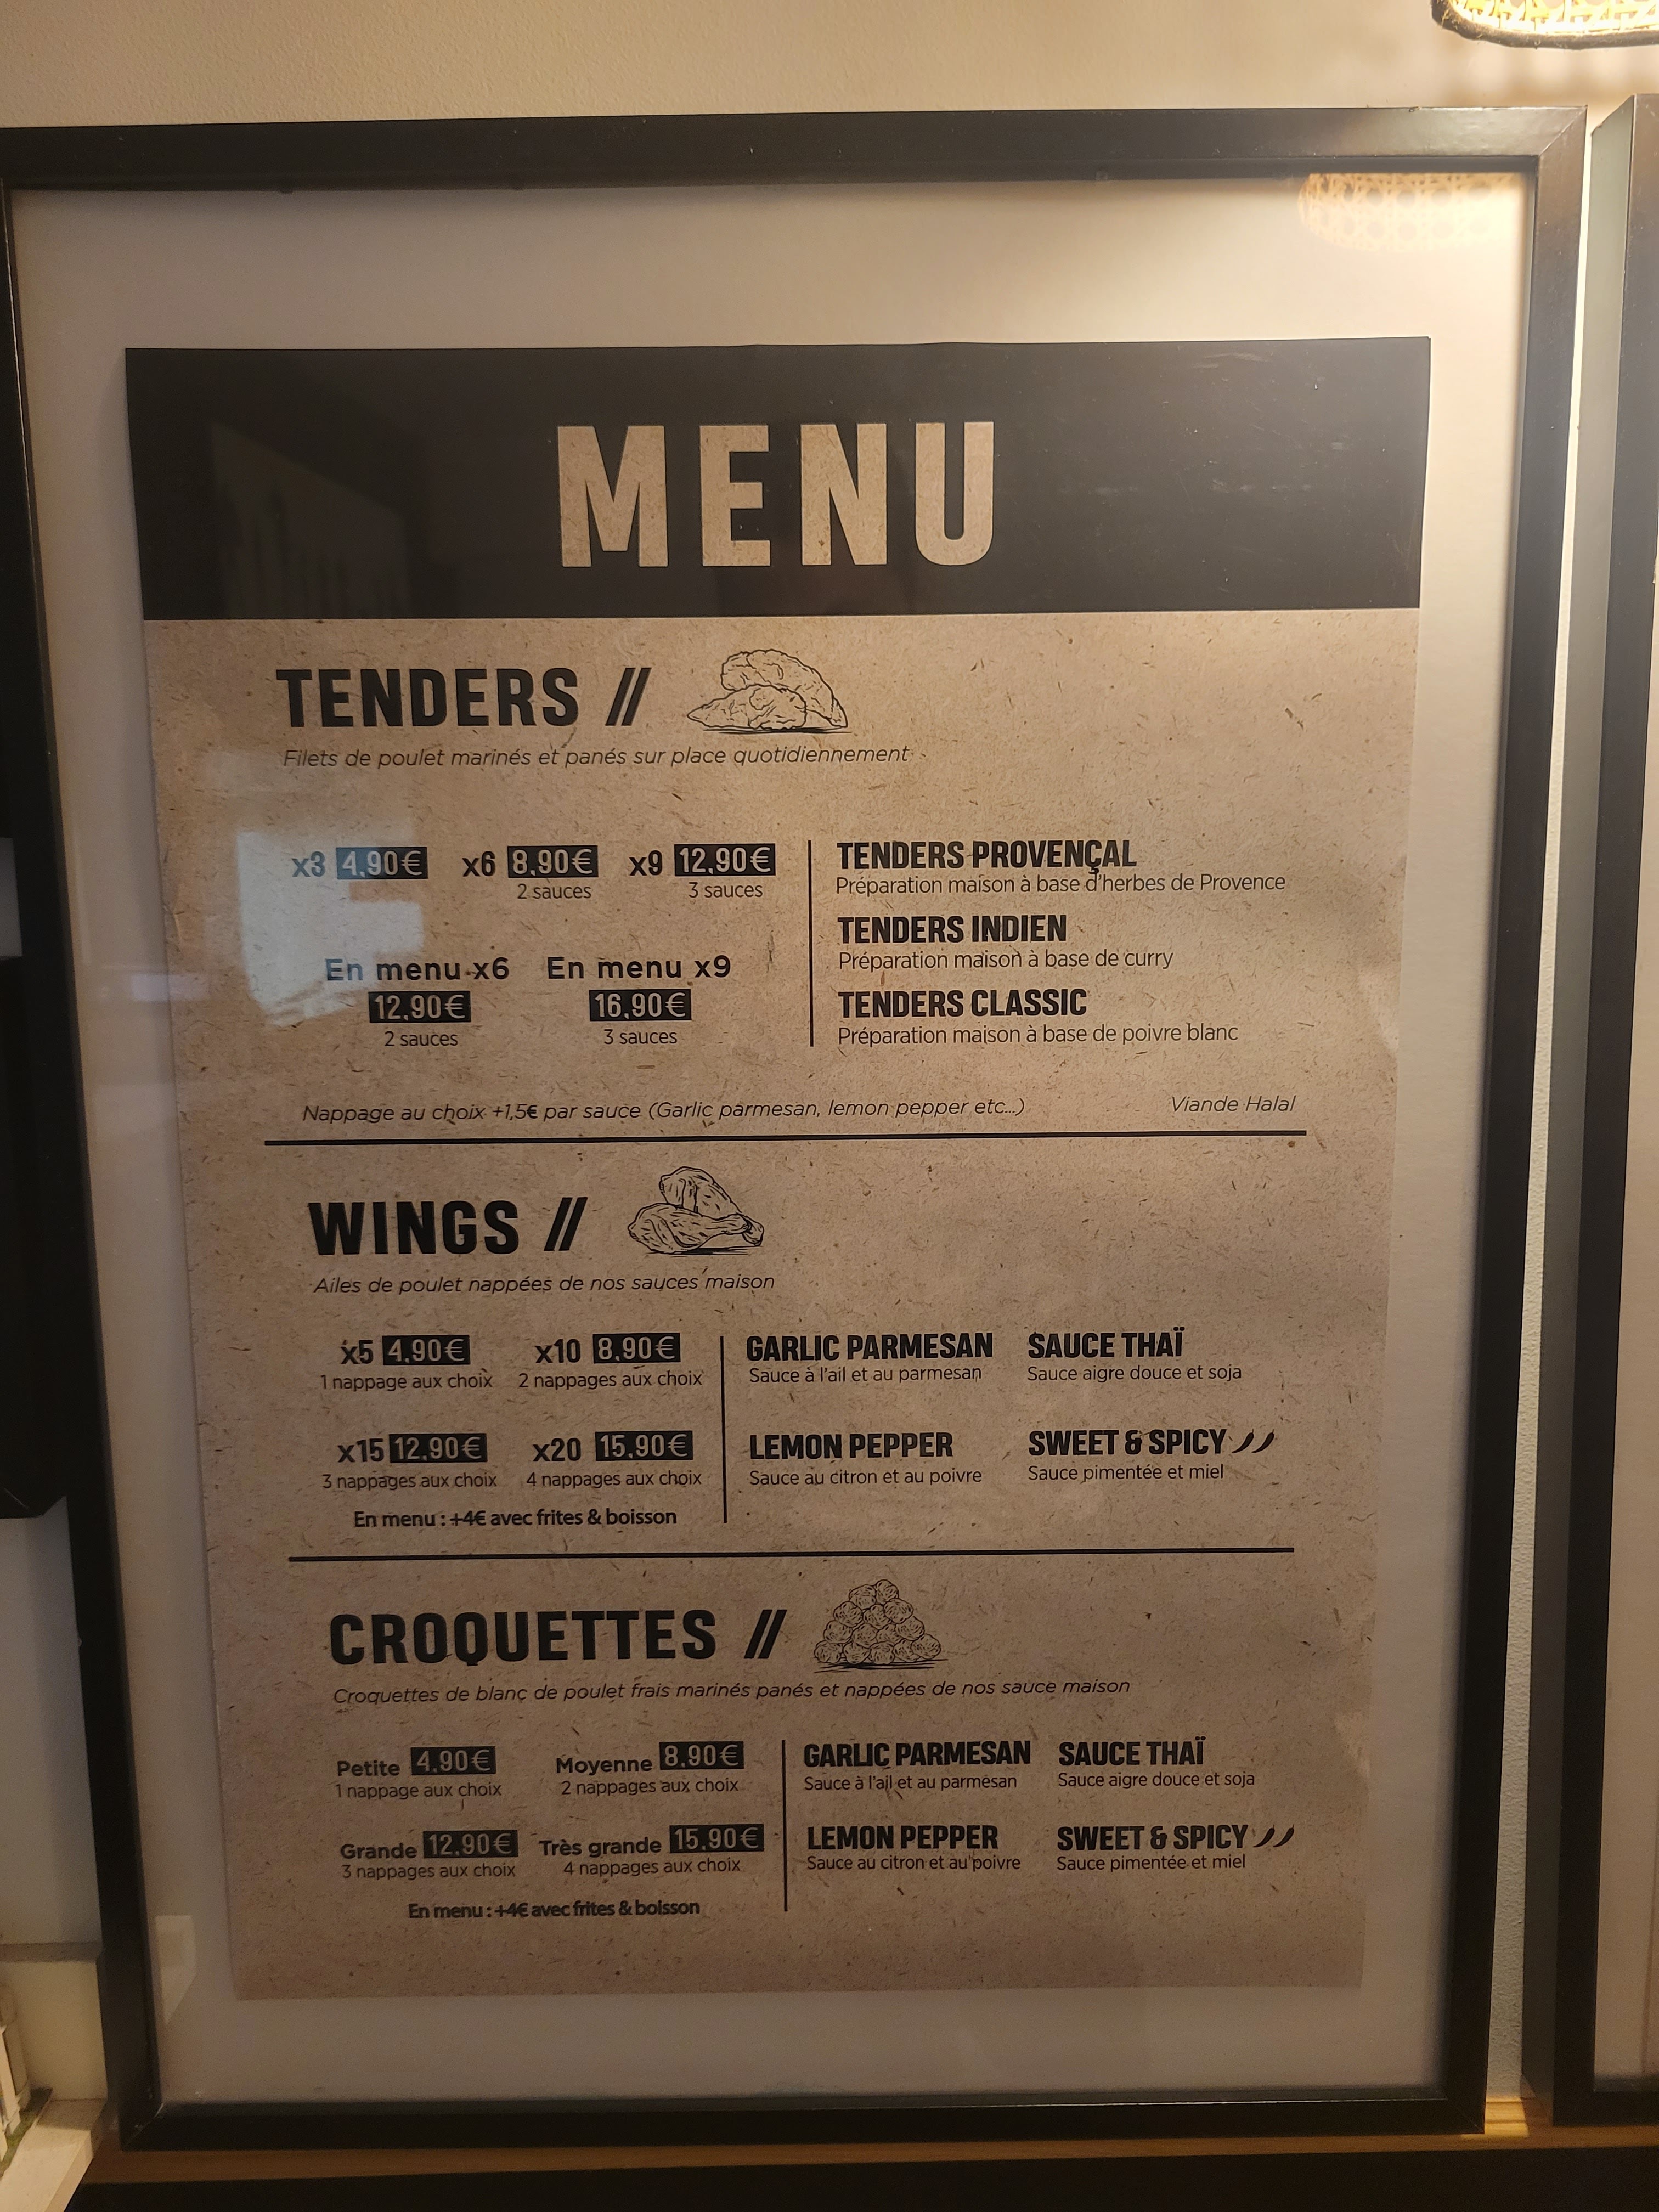 MENU
TENDERS //
Filets de poulet marinés et panés sur place quotidiennement
x3 4,90€ x6 8,90€ x9 12,90€
2 sauces 3 sauces
En menu x6 En menu x9
12,90€ 16,90€
2 sauces 3 sauces
TENDERS PROVENÇAL
Préparation maison à base d'herbes de Provence
TENDERS INDIEN
Préparation maison à base de curry
TENDERS CLASSIC
Préparation maison à base de poivre blanc
Nappage au choix +1,5€ par sauce (Garlic parmesan, lemon pepper etc...) Viande Halal
WINGS //
Ailes de poulet nappées de nos sauces maison
x5 4,90€ x10 8,90€
1 nappage aux choix 2 nappages aux choix
x15 12,90€ x20 15,90€
3 nappages aux choix 4 nappages aux choix
En menu : +4€ avec frites & boisson
GARLIC PARMESAN SAUCE THAÏ
Sauce à l'ail et au parmesan Sauce aigre douce et soja
LEMON PEPPER SWEET & SPICY
Sauce au citron et au poivre Sauce pimentée et miel
CROQUETTES //
Croquettes de blanc de poulet frais marinés panés et nappées de nos sauce maison
Petite 4,90€ Moyenne 8,90€
1 nappage aux choix 2 nappages aux choix
Grande 12,90€ Très grande 15,90€
3 nappages aux choix 4 nappages aux choix
En menu : +4€ avec frites & boisson
GARLIC PARMESAN SAUCE THAÏ
Sauce à l'ail et au parmesan Sauce aigre douce et soja
LEMON PEPPER SWEET & SPICY
Sauce au citron et au poivre Sauce pimentée et miel